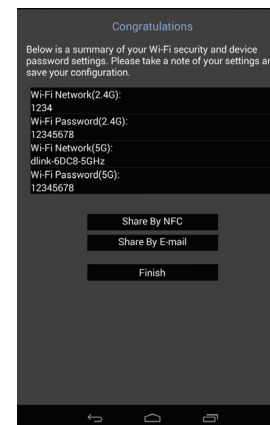 Congratulations
Below is a summary of your Wi-Fi security and device
password settings. Please take a note of your settings an
save your configuration.
Wi-Fi Network(2.4G):
1234
Wi-Fi Password(2.4G):
12345678
Wi-Fi Network(5G):
dlink-6DC8-5GHz
Wi-Fi Password(5G):
12345678
Share By NFC
Share By E-mail
Finish